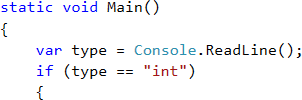 static void Main()
{
    var type = Console.ReadLine();
    if (type == "int")
    {